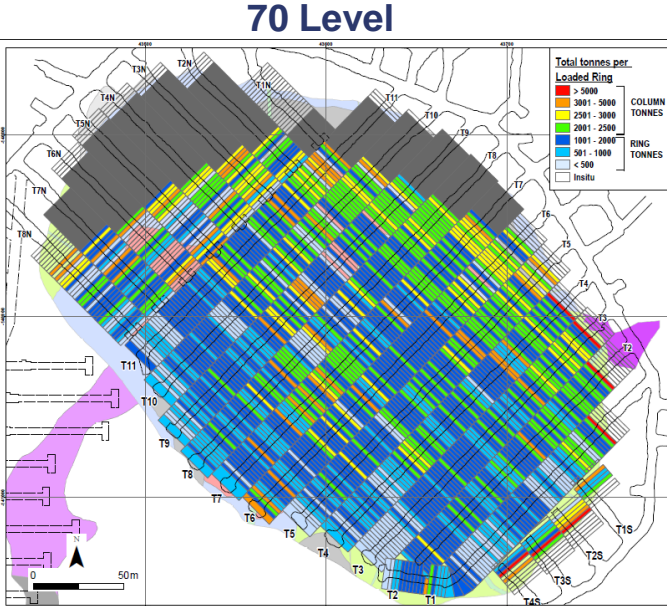 70 Level
43500
43600
43700
T3N
T2N
T1N
T4N
T5N
T6N
T7N
T8N
T11
T10
T9
T8
T7
T6
T5
T4
T3
T2
Total tonnes per
Loaded Ring
> 5000
3001 - 5000
2501 - 3000
2001 - 2500
1001 - 2000
501 - 1000
< 500
Insitu
COLUMN
TONNES
RING
TONNES
T11
T10
T9
T8
T7
T6
T5
T4
T3
T2
T1
T1S
T2S
T3S
T4S
N
0 50m